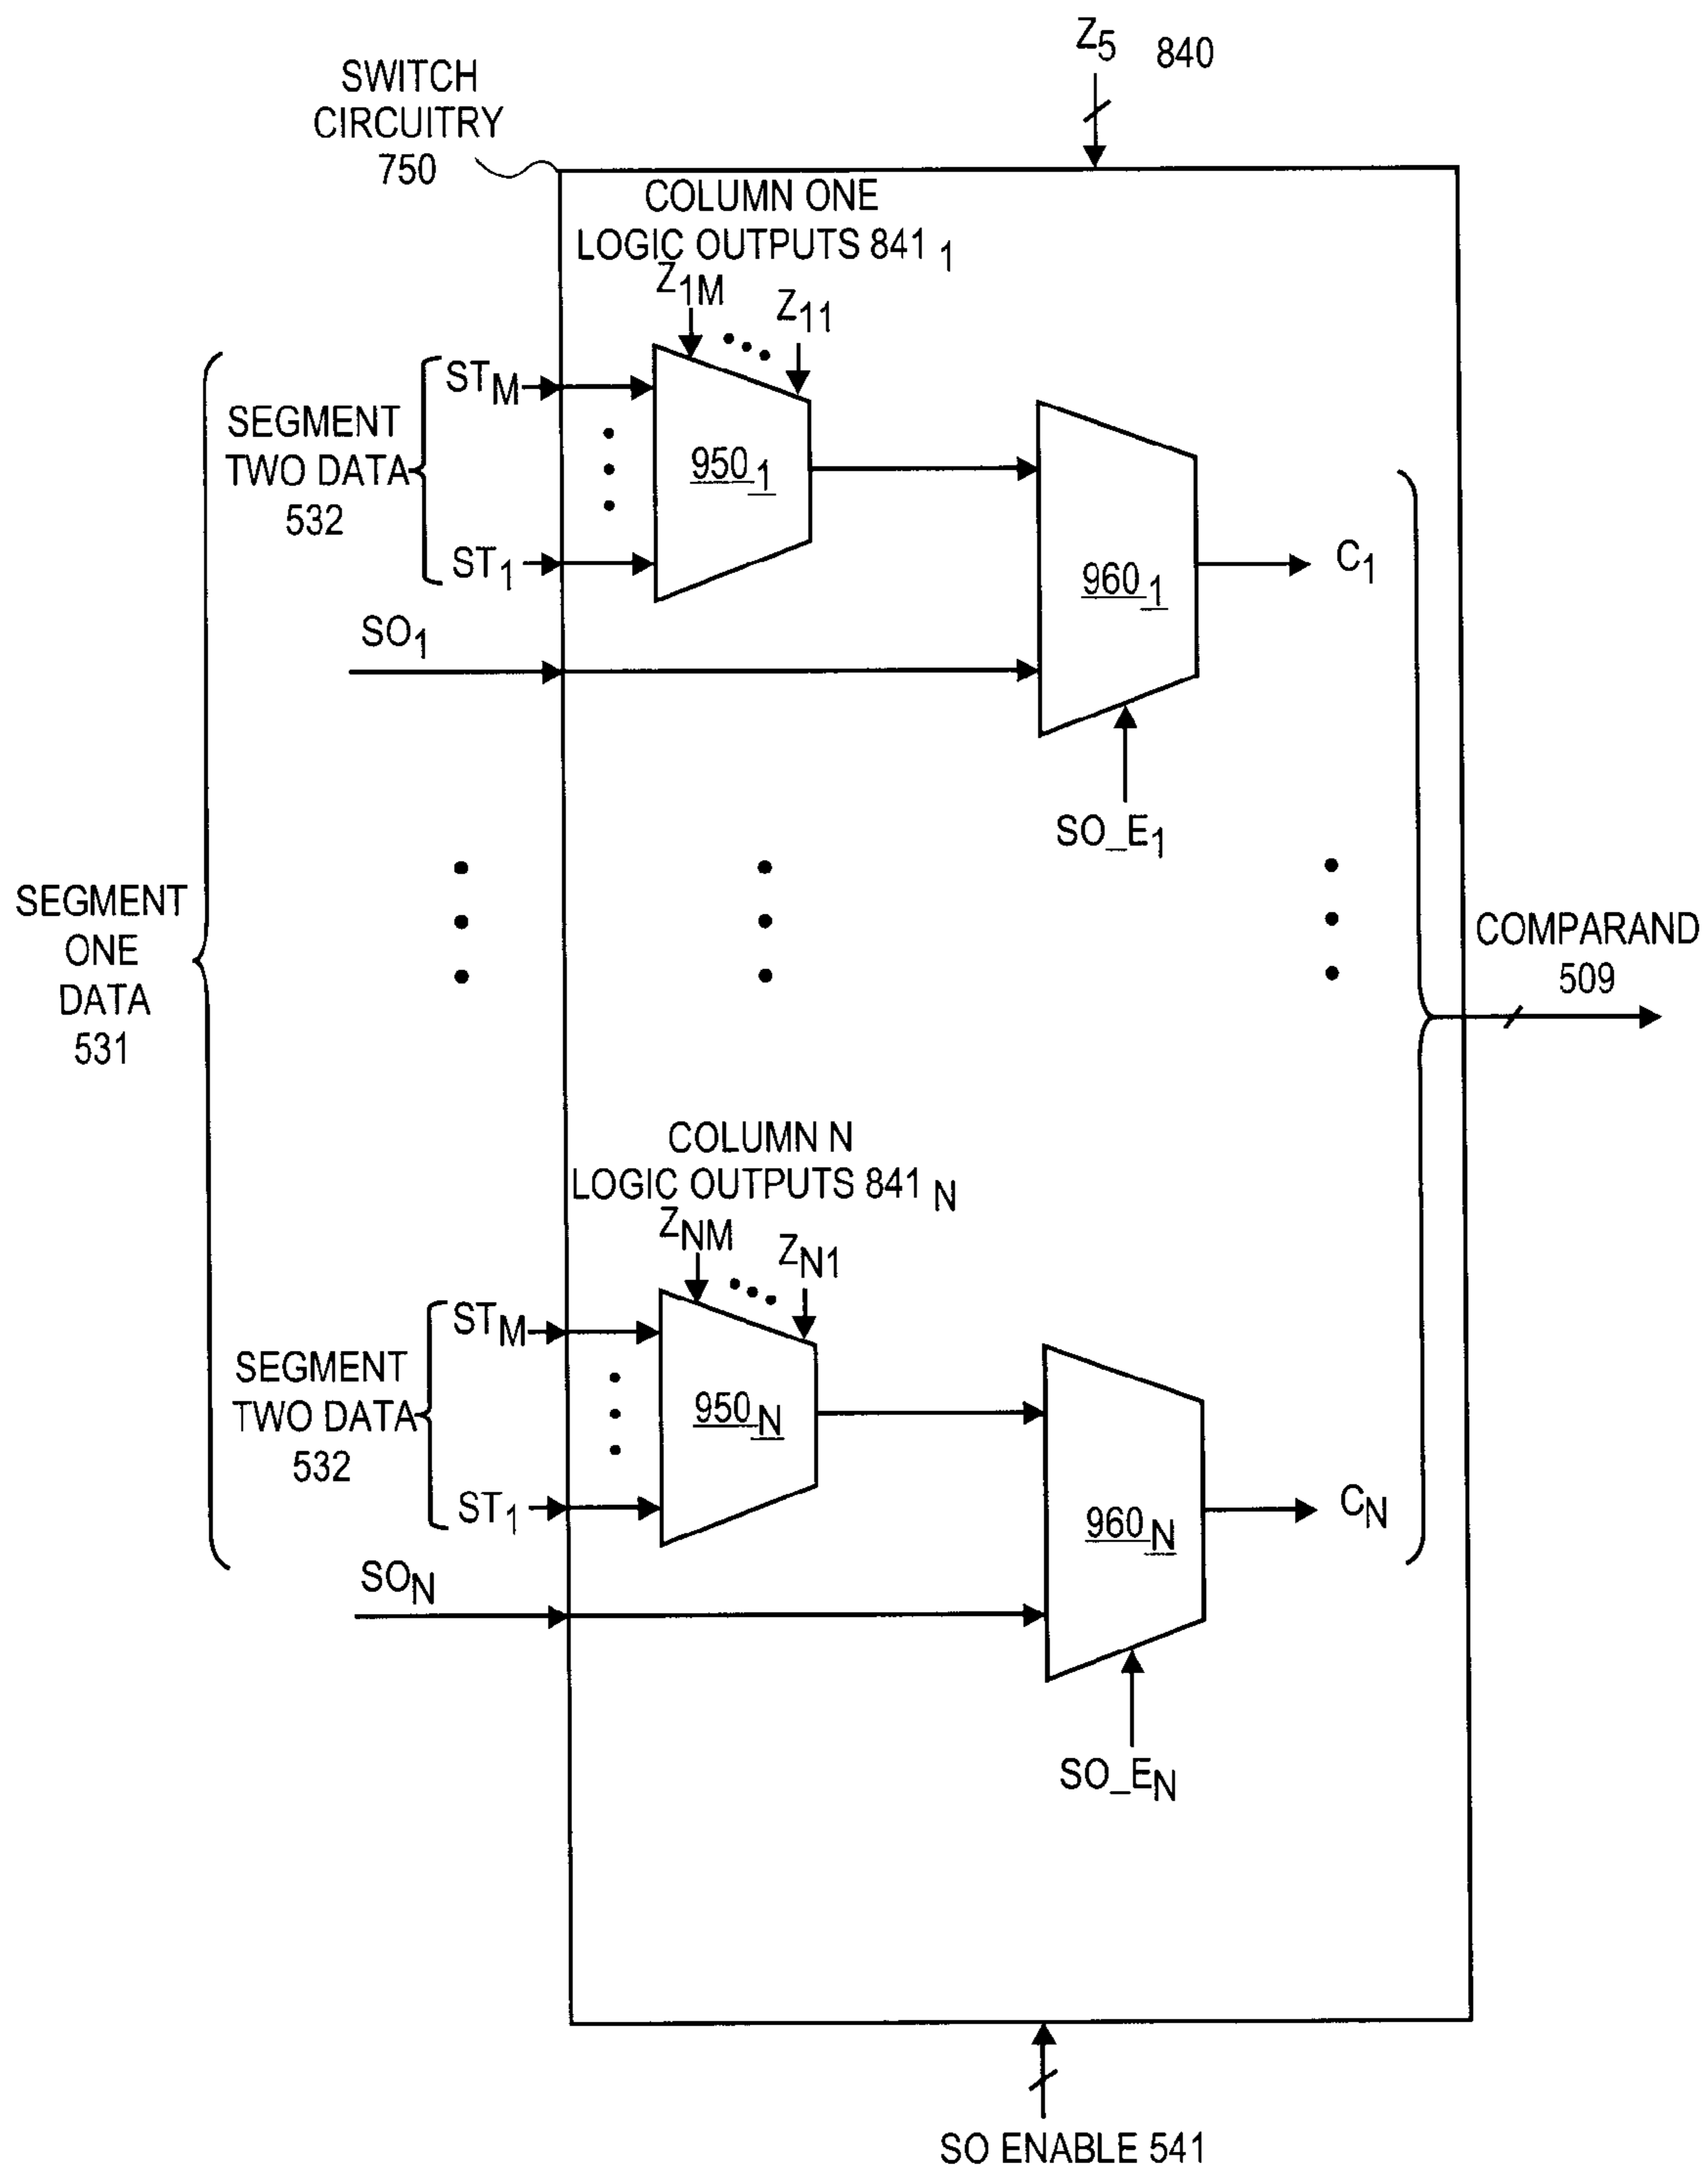 Z5 840
SWITCH
CIRCUITRY
750
COLUMN ONE
LOGIC OUTPUTS 841 1
Z1M
Z11
STM
SEGMENT
TWO DATA
532
950 1
ST1
960 1
C1
SO1
SO_E1
SEGMENT
ONE
DATA
531
COMPARAND
509
COLUMN N
LOGIC OUTPUTS 841 N
ZNM
ZN1
STM
SEGMENT
TWO DATA
532
950 N
ST1
960 N
CN
SON
SO_EN
SO ENABLE 541